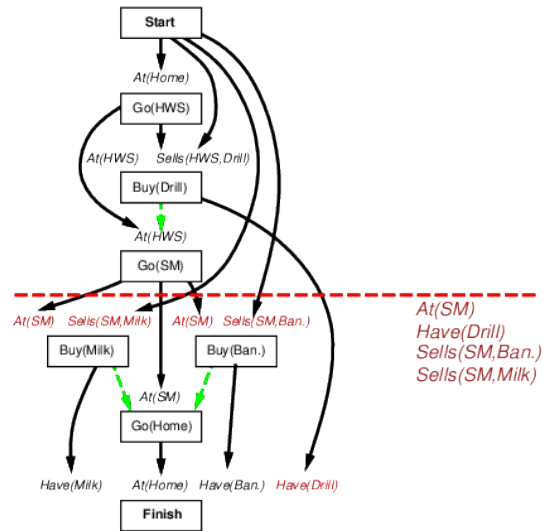 Start
At(Home)
Go(HWS)
At(HWS) Sells(HWS,Drill)
Buy(Drill)
At(HWS)
Go(SM)
At(SM) Sells(SM,Milk) At(SM) Sells(SM,Ban.)
At(SM)
Have(Drill)
Sells(SM,Ban.)
Sells(SM,Milk)
Buy(Milk) Buy(Ban.)
At(SM)
Go(Home)
Have(Milk) At(Home) Have(Ban.) Have(Drill)
Finish